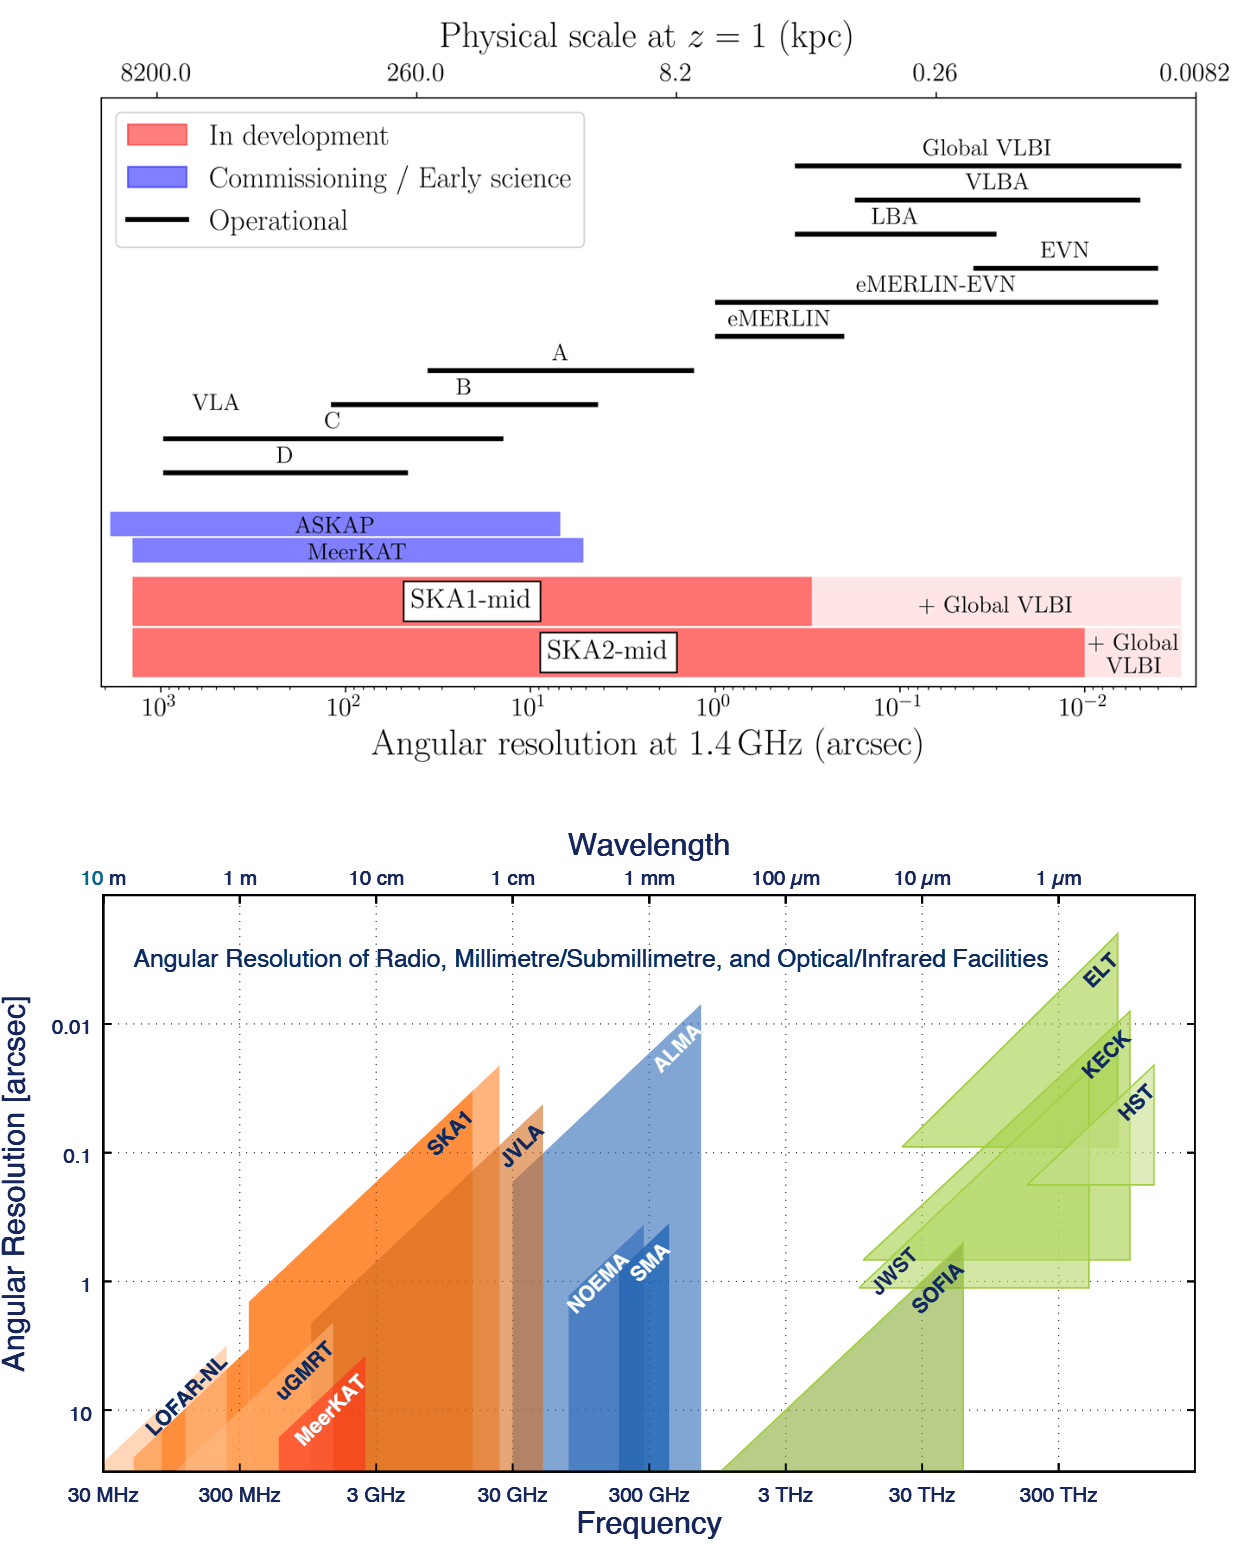 Physical scale at z = 1 (kpc)
8200.0 260.0 8.2 0.26 0.0082
In development
Commissioning / Early science
Operational
Global VLBI
VLBA
LBA
EVN
eMERLIN-EVN
eMERLIN
A
B
VLA
C
D
ASKAP
MeerKAT
SKA1-mid
+ Global VLBI
SKA2-mid
+ Global
VLBI
10³ 10² 10¹ 10⁰ 10⁻¹ 10⁻²
Angular resolution at 1.4 GHz (arcsec)
Wavelength
10 m 1 m 10 cm 1 cm 1 mm 100 µm 10 µm 1 µm
Angular Resolution of Radio, Millimetre/Submillimetre, and Optical/Infrared Facilities
Angular Resolution [arcsec]
0.01
0.1
1
10
ELT
KECK
HST
ALMA
SKA1
JVLA
NOEMA
SMA
JWST
SOFIA
LOFAR-NL
uGMRT
MeerKAT
30 MHz 300 MHz 3 GHz 30 GHz 300 GHz 3 THz 30 THz 300 THz
Frequency